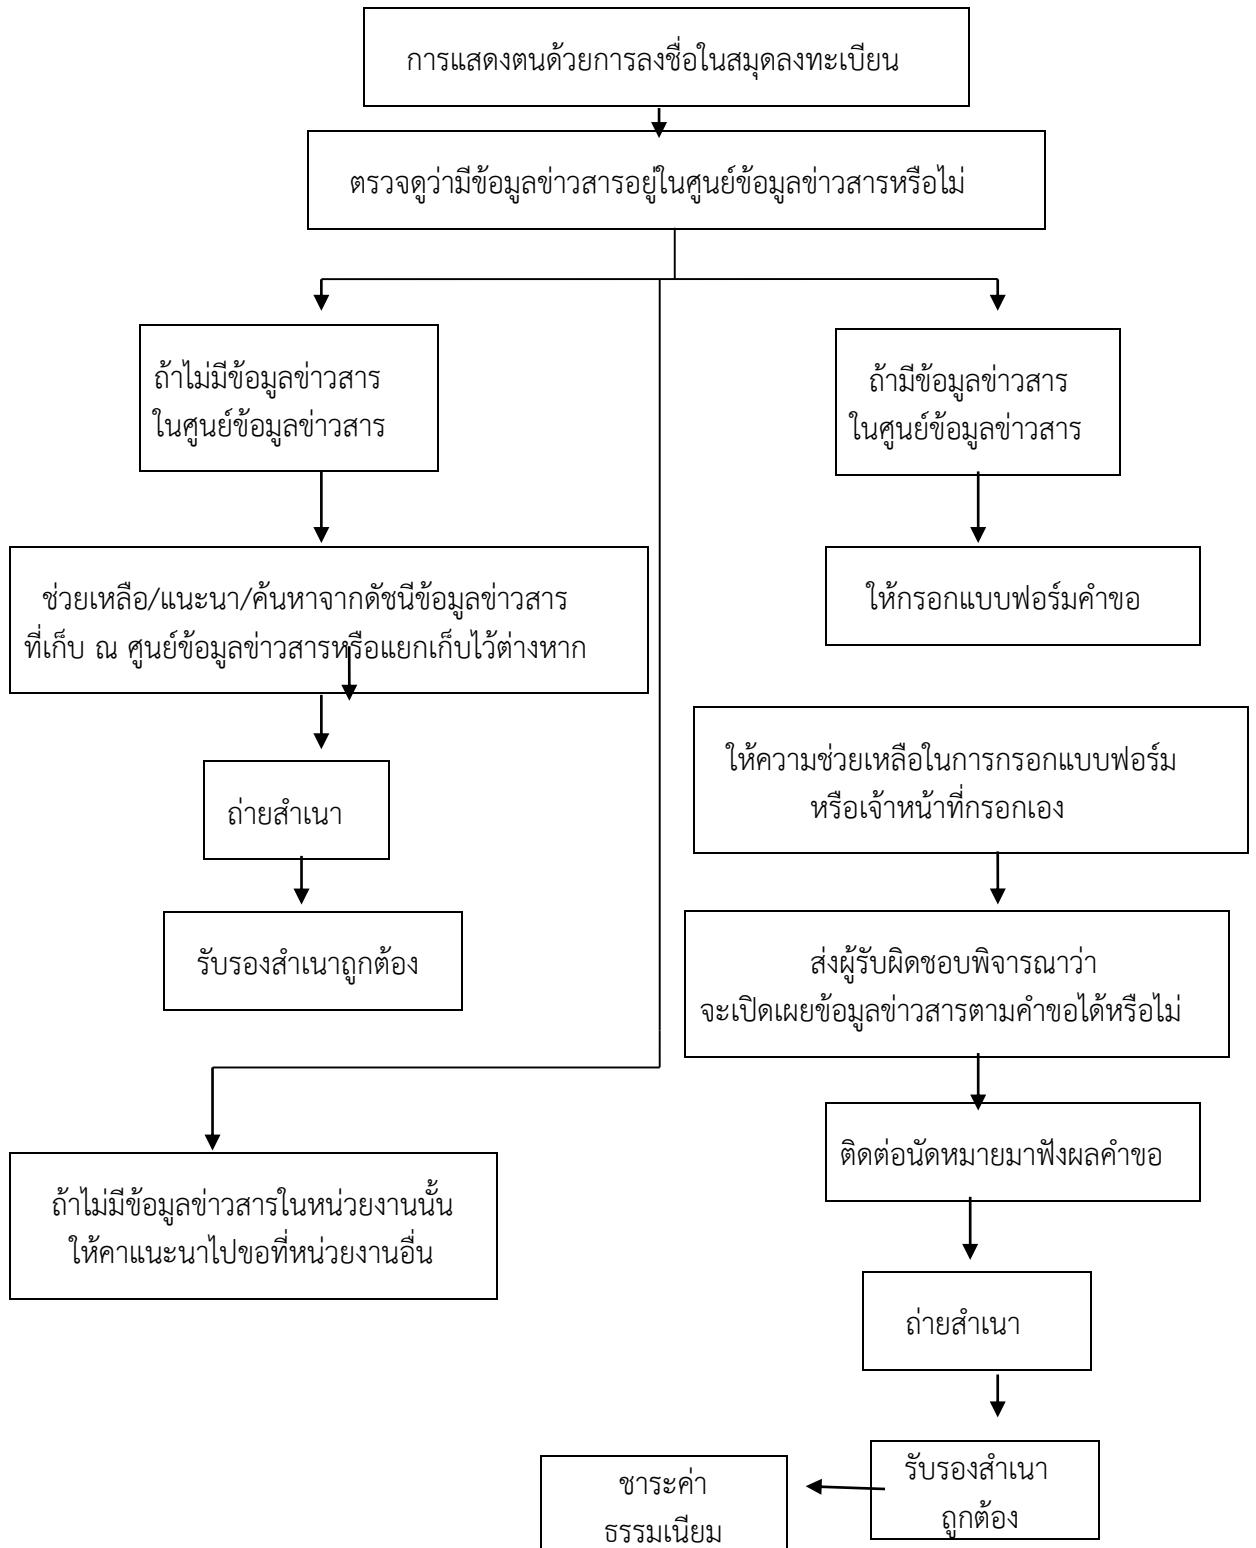 การแสดงตนด้วยการลงชื่อในสมุดลงทะเบียน
ตรวจดูว่ามีข้อมูลข่าวสารอยู่ในศูนย์ข้อมูลข่าวสารหรือไม่
ถ้าไม่มีข้อมูลข่าวสาร
ในศูนย์ข้อมูลข่าวสาร
ช่วยเหลือ/แนะนา/ค้นหาจากดัชนีข้อมูลข่าวสาร
ที่เก็บ ณ ศูนย์ข้อมูลข่าวสารหรือแยกเก็บไว้ต่างหาก
ถ่ายสำเนา
รับรองสำเนาถูกต้อง
ถ้าไม่มีข้อมูลข่าวสารในหน่วยงานนั้น
ให้คาแนะนาไปขอที่หน่วยงานอื่น
ถ้ามีข้อมูลข่าวสาร
ในศูนย์ข้อมูลข่าวสาร
ให้กรอกแบบฟอร์มคำขอ
ให้ความช่วยเหลือในการกรอกแบบฟอร์ม
หรือเจ้าหน้าที่กรอกเอง
ส่งผู้รับผิดชอบพิจารณาว่า
จะเปิดเผยข้อมูลข่าวสารตามคำขอได้หรือไม่
ติดต่อนัดหมายมาฟังผลคำขอ
ถ่ายสำเนา
รับรองสำเนา
ถูกต้อง
ชาระค่า
ธรรมเนียม